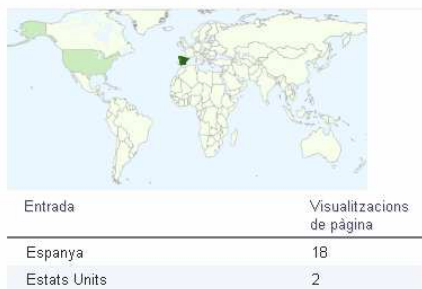 Entrada Visualitzacions
de pàgina
Espanya 18
Estats Units 2